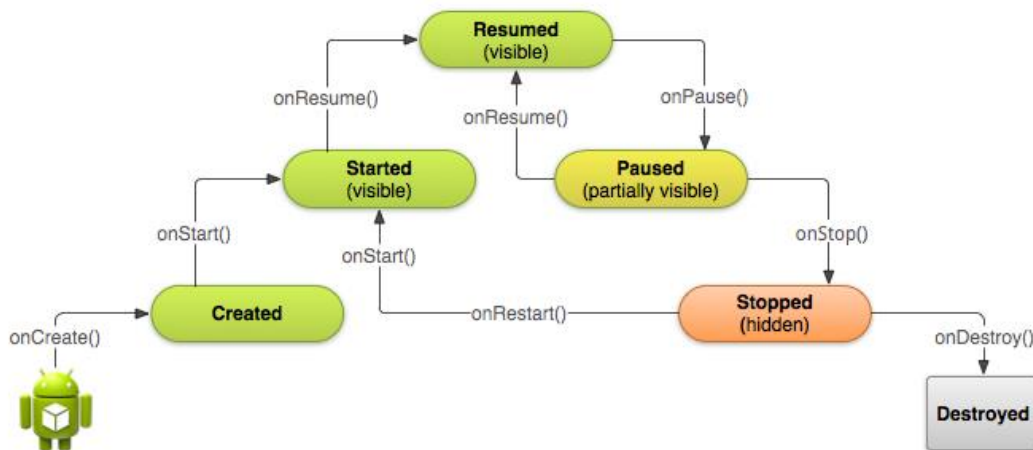 Resumed
(visible)
onResume()
onResume()
onPause()
Started
(visible)
Paused
(partially visible)
onStart()
onStart()
onStop()
Created
onRestart()
Stopped
(hidden)
onCreate()
onDestroy()
Destroyed